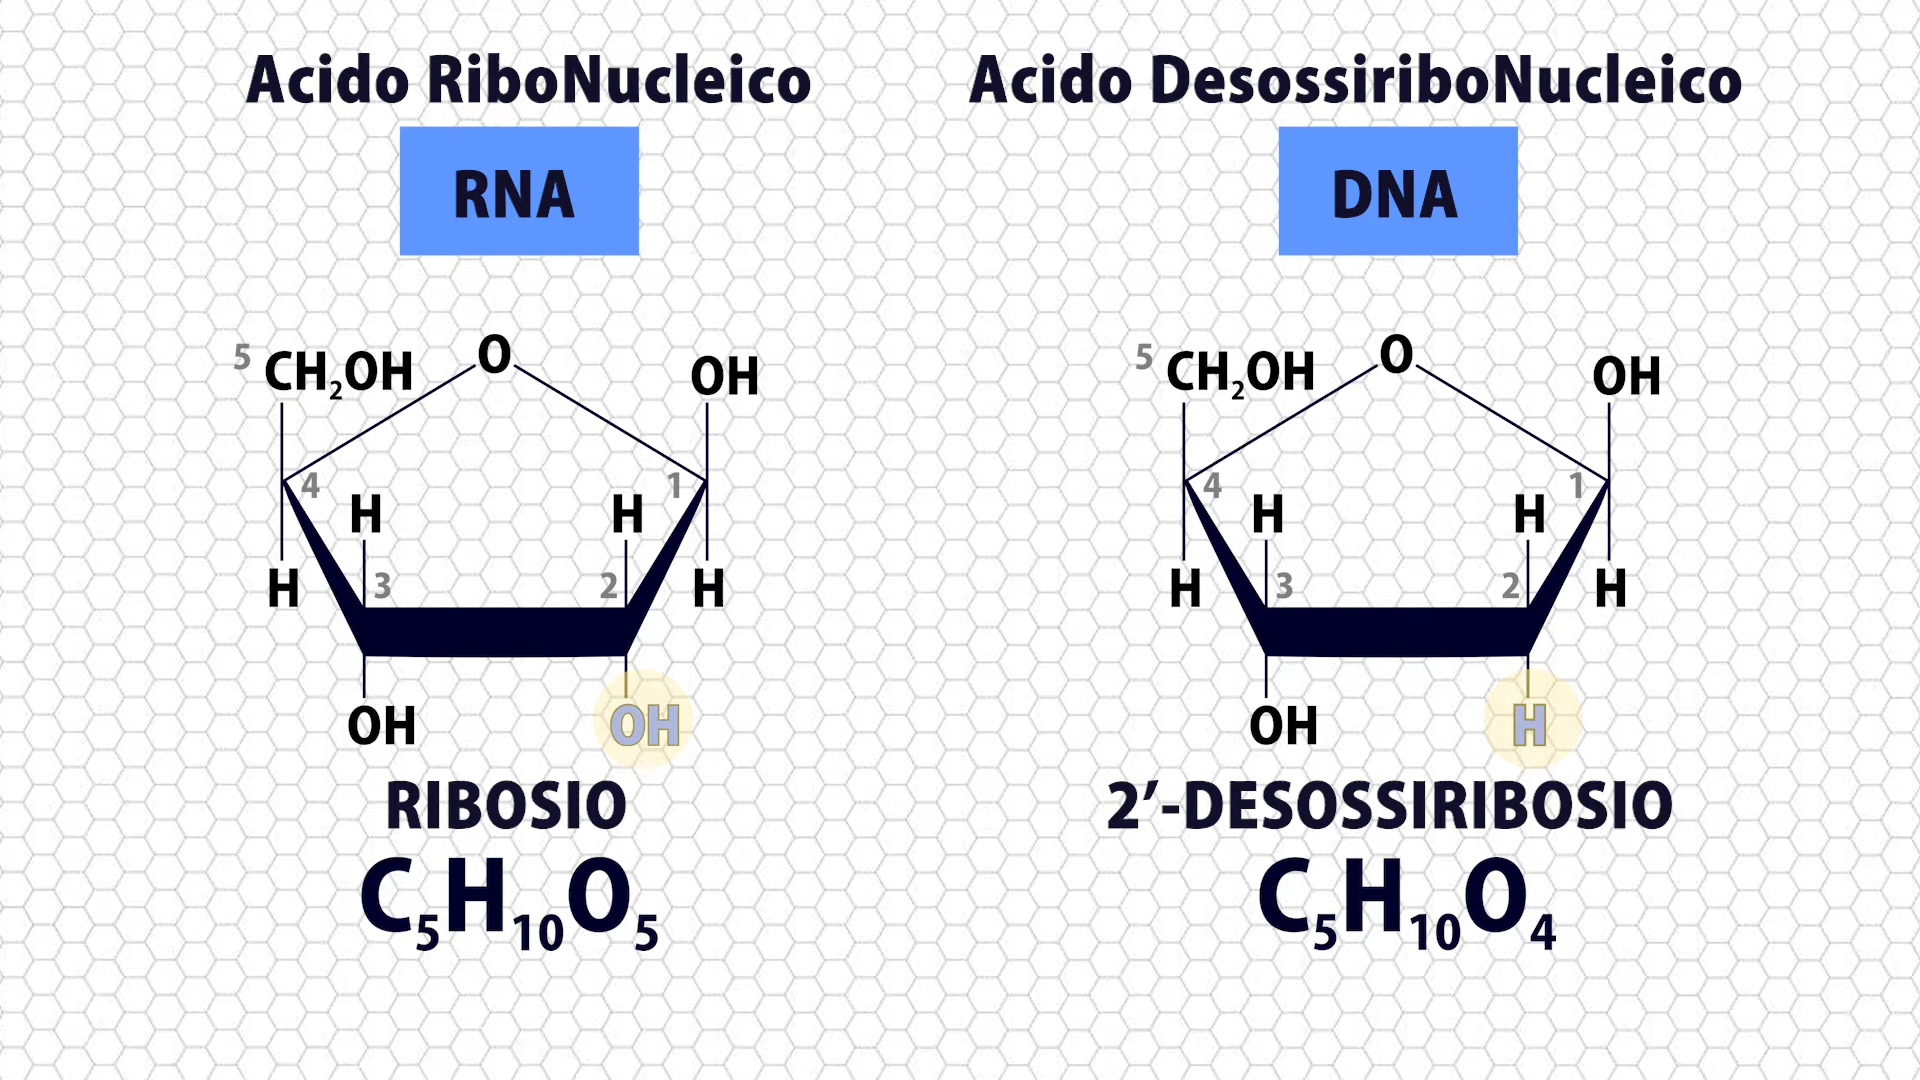 Acido RiboNucleico
RNA
5 CH₂OH O OH
4 1
H H
H 3 2 H
OH OH
RIBOSIO
C₅H₁₀O₅
Acido DesossiriboNucleico
DNA
5 CH₂OH O OH
4 1
H H
H 3 2 H
OH H
2′-DESOSSIRIBOSIO
C₅H₁₀O₄